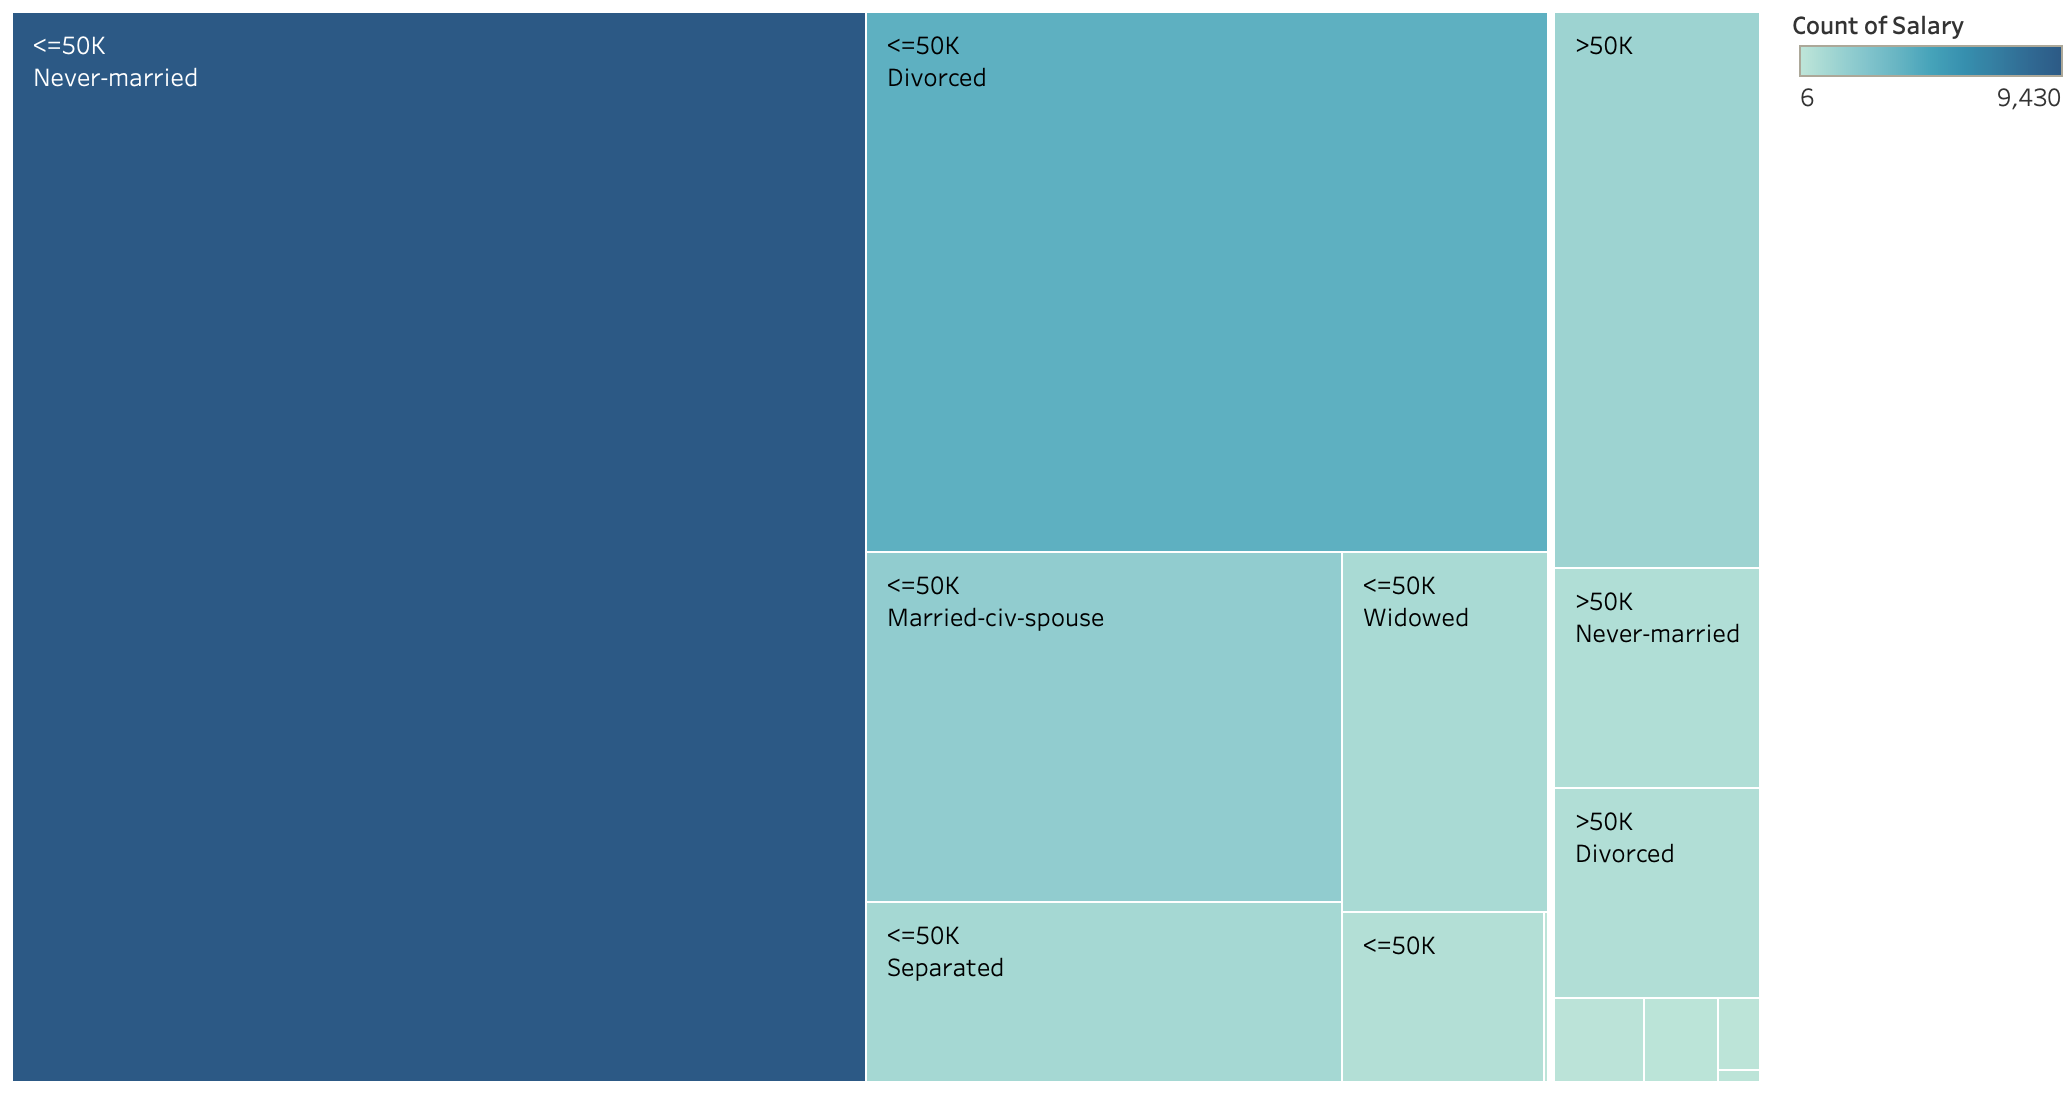 <=50K
Never-married
<=50K
Divorced
<=50K
Married-civ-spouse
<=50K
Widowed
<=50K
Separated
<=50K
>50K
>50K
Never-married
>50K
Divorced
Count of Salary
6
9,430